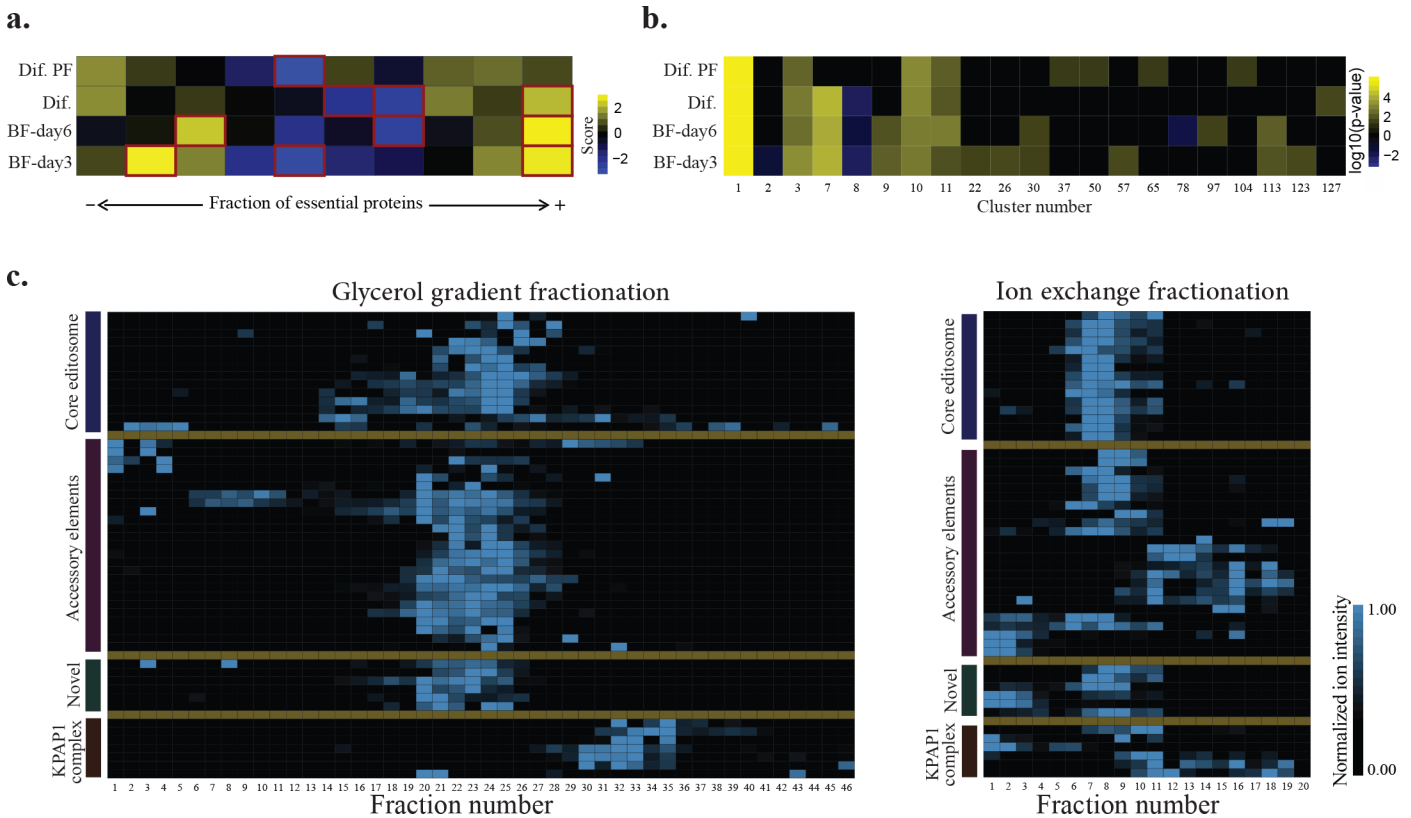 a.
Dif. PF
Dif.
BF-day6
BF-day3
2
0
−2
Score
− Fraction of essential proteins +
b.
Dif. PF
Dif.
BF-day6
BF-day3
1 2 3 7 8 9 10 11 22 26 30 37 50 57 65 78 97 104 113 123 127
Cluster number
4
2
0
−2
log10(p-value)
c.
Glycerol gradient fractionation
Core editosome
Accessory elements
Novel
KPAP1
complex
1 2 3 4 5 6 7 8 9 10 11 12 13 14 15 16 17 18 19 20 21 22 23 24 25 26 27 28 29 30 31 32 33 34 35 36 37 38 39 40 41 42 43 44 45 46
Fraction number
Ion exchange fractionation
Core editosome
Accessory elements
Novel
KPAP1
complex
1 2 3 4 5 6 7 8 9 10 11 12 13 14 15 16 17 18 19 20
Fraction number
Normalized ion intensity
1.00
0.00